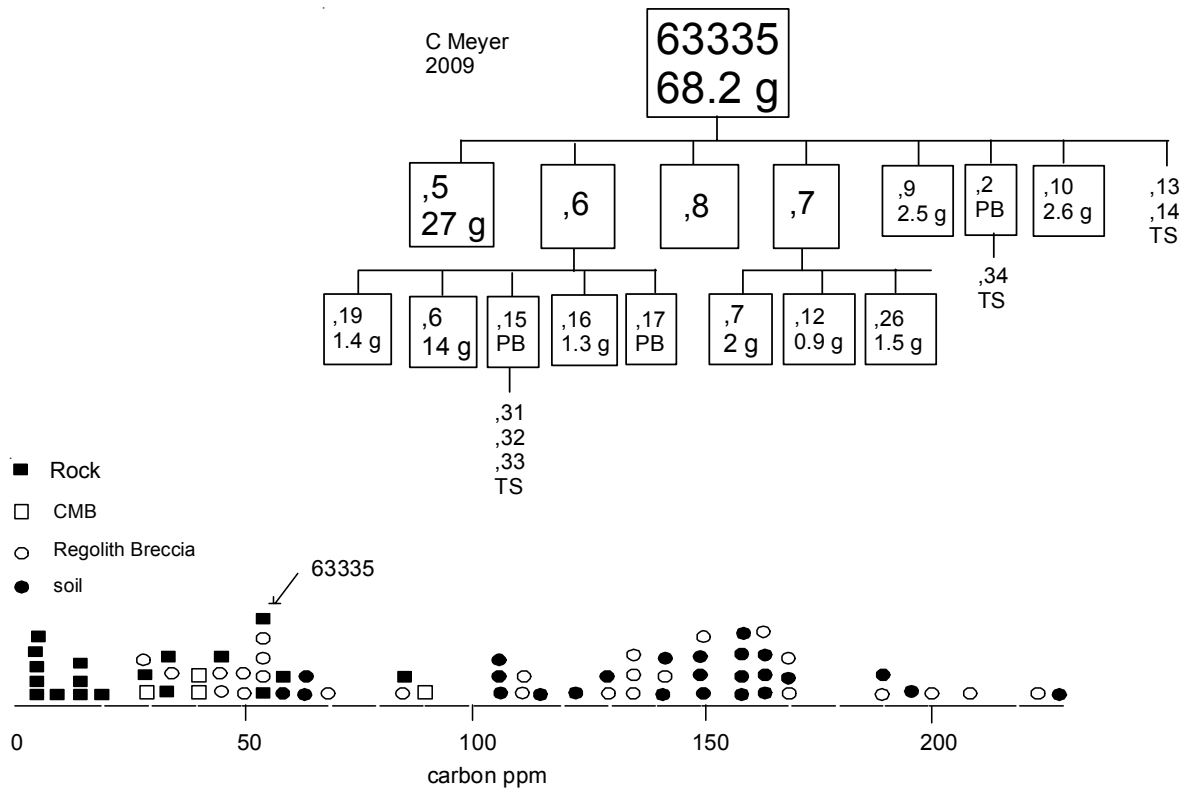 C Meyer
2009
63335
68.2 g
,5
27 g
,6
,8
,7
,9
2.5 g
,2
PB
,10
2.6 g
,13
,14
TS
,34
TS
,19
1.4 g
,6
14 g
,15
PB
,16
1.3 g
,17
PB
,7
2 g
,12
0.9 g
,26
1.5 g
,31
,32
,33
TS
Rock
CMB
Regolith Breccia
soil
63335
0
50
100
150
200
carbon ppm